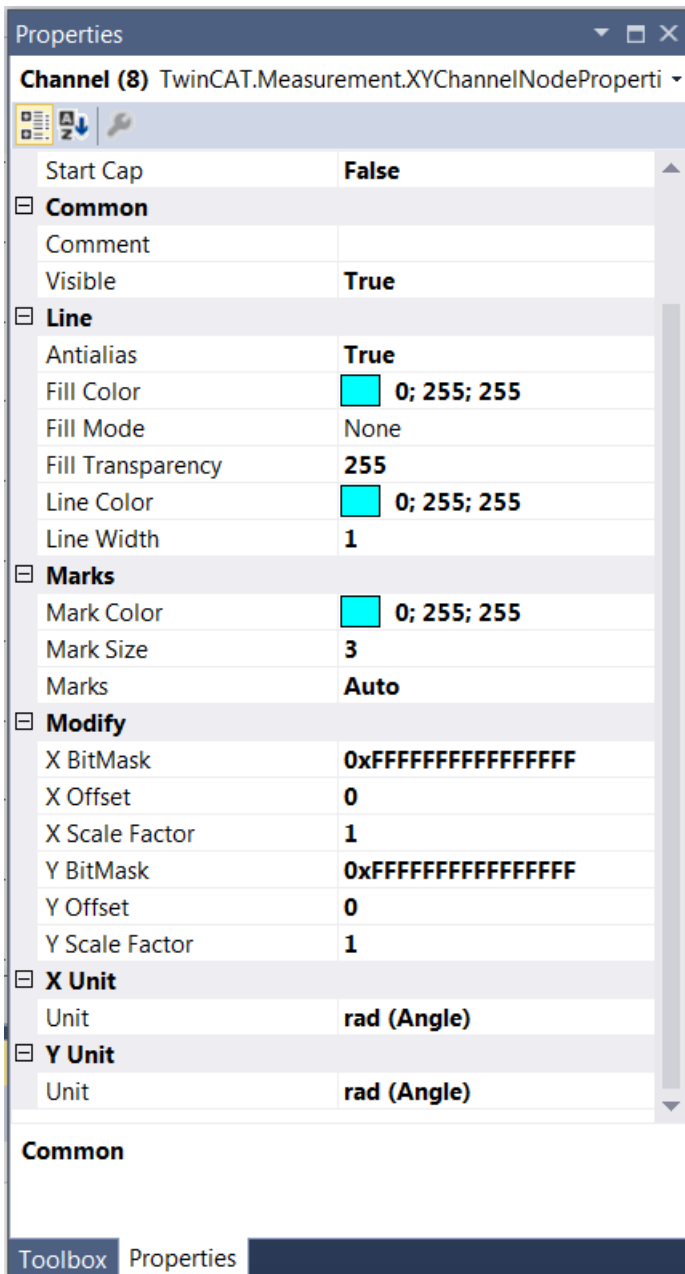 Properties
Channel (8) TwinCAT.Measurement.XYChannelNodeProperti
Start Cap False
Common
Comment
Visible True
Line
Antialias True
Fill Color 0; 255; 255
Fill Mode None
Fill Transparency 255
Line Color 0; 255; 255
Line Width 1
Marks
Mark Color 0; 255; 255
Mark Size 3
Marks Auto
Modify
X BitMask 0xFFFFFFFFFFFFFFFF
X Offset 0
X Scale Factor 1
Y BitMask 0xFFFFFFFFFFFFFFFF
Y Offset 0
Y Scale Factor 1
X Unit
Unit rad (Angle)
Y Unit
Unit rad (Angle)
Common
Toolbox Properties